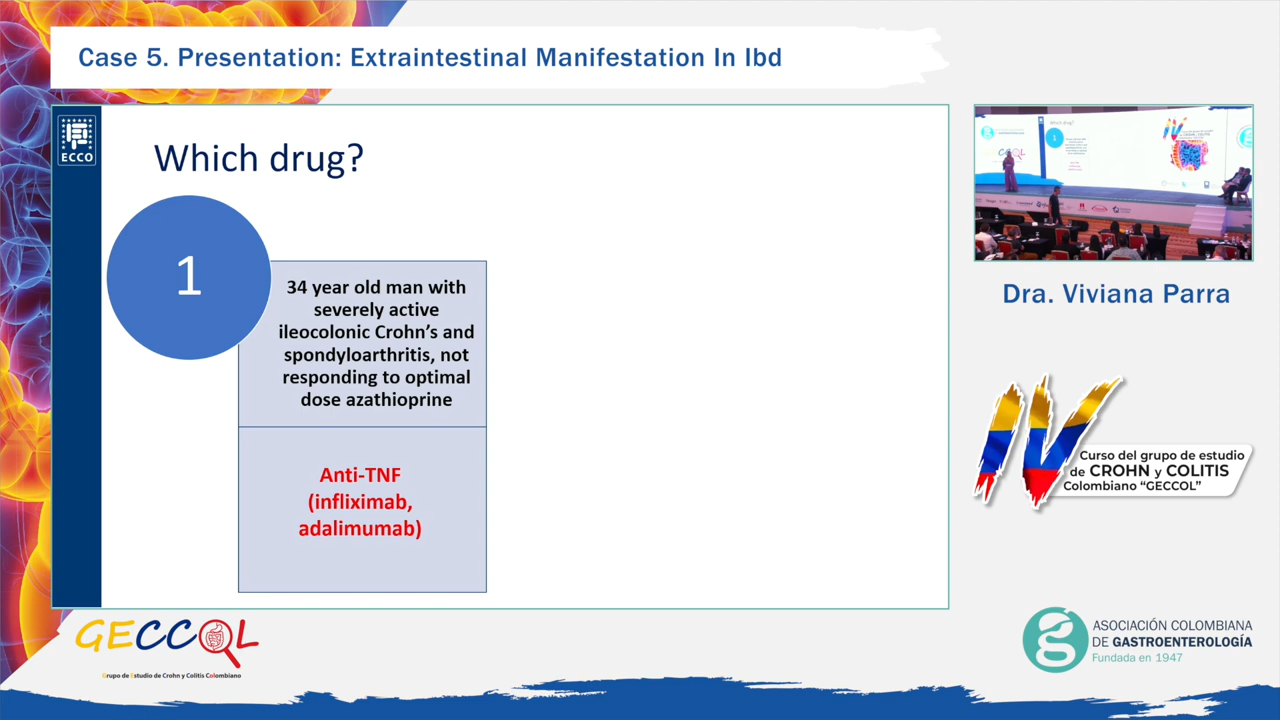 Case 5. Presentation: Extraintestinal Manifestation In Ibd
ECCO
Which drug?
1
34 year old man with
severely active
ileocolonic Crohn's and
spondyloarthritis, not
responding to optimal
dose azathioprine
Anti-TNF
(infliximab,
adalimumab)
Which drug?
1
Dra. Viviana Parra
IV
Curso del grupo de estudio
de CROHN y COLITIS
Colombiano “GECCOL”
GECCOL
Grupo de Estudio de Crohn y Colitis Colombiano
ASOCIACIÓN COLOMBIANA
DE GASTROENTEROLOGÍA
Fundada en 1947